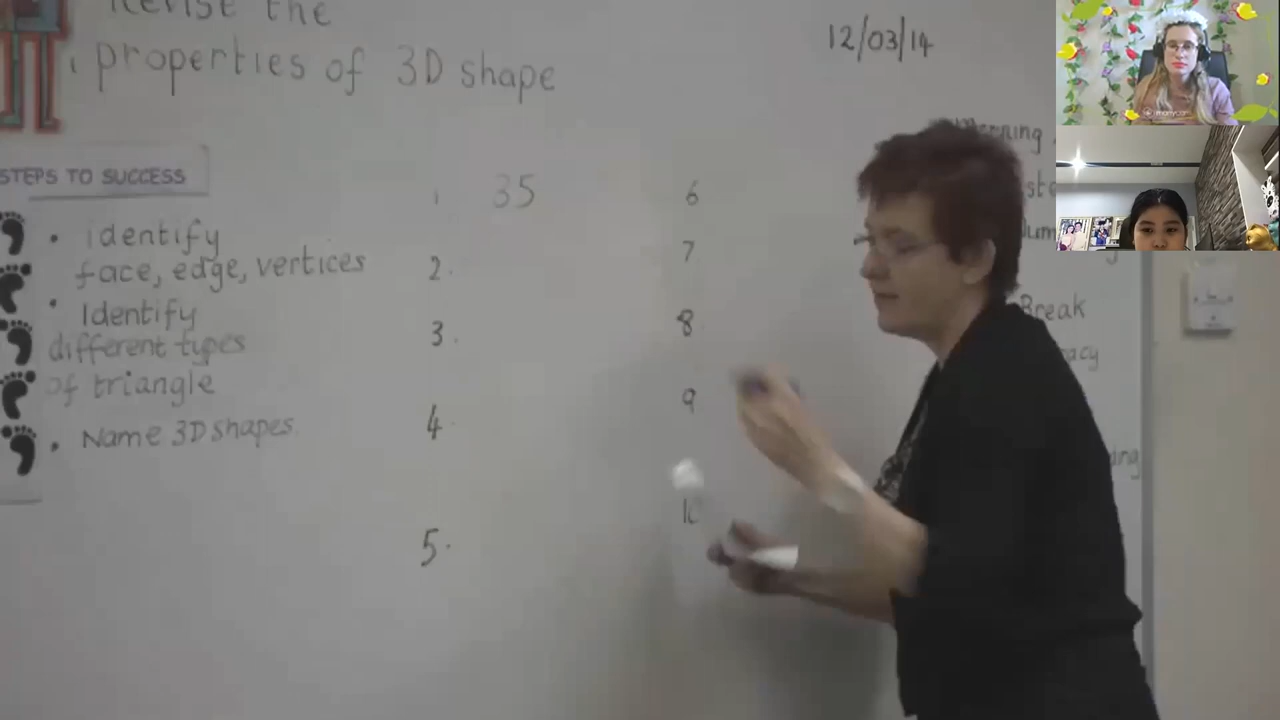 Revise the
properties of 3D shape
12/03/14
STEPS TO SUCCESS
• identify
face, edge, vertices
• Identify
different types
of triangle
• Name 3D shapes.
1 35
2.
3.
4.
5.
6
7
8
9
10
Break